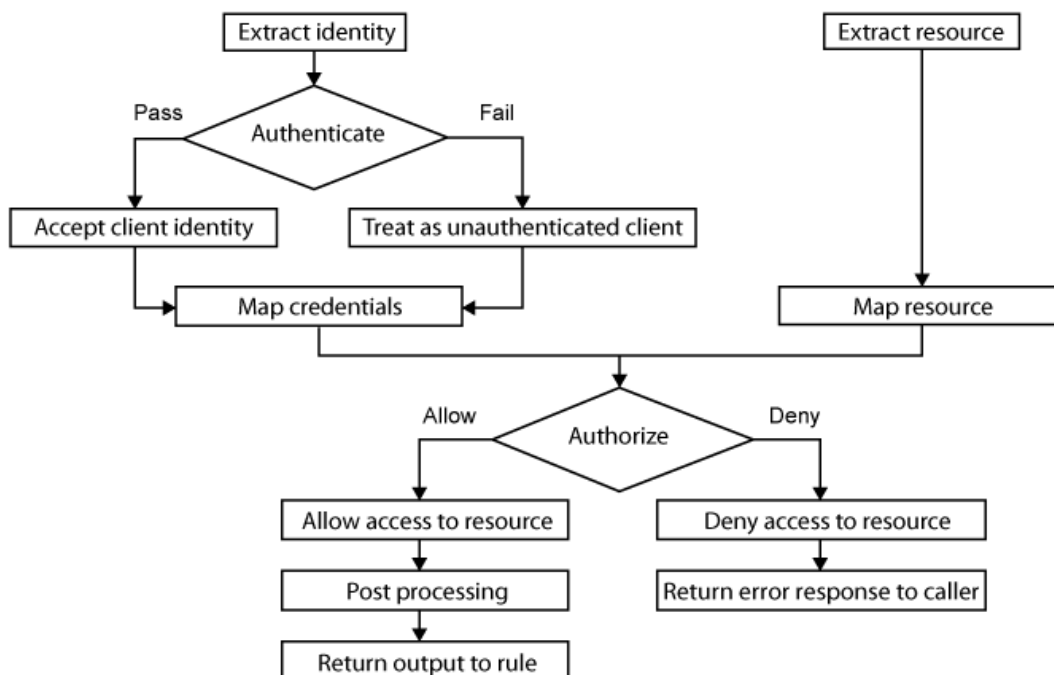 Extract identity
Extract resource
Pass
Fail
Authenticate
Accept client identity
Treat as unauthenticated client
Map credentials
Map resource
Allow
Deny
Authorize
Allow access to resource
Deny access to resource
Post processing
Return error response to caller
Return output to rule